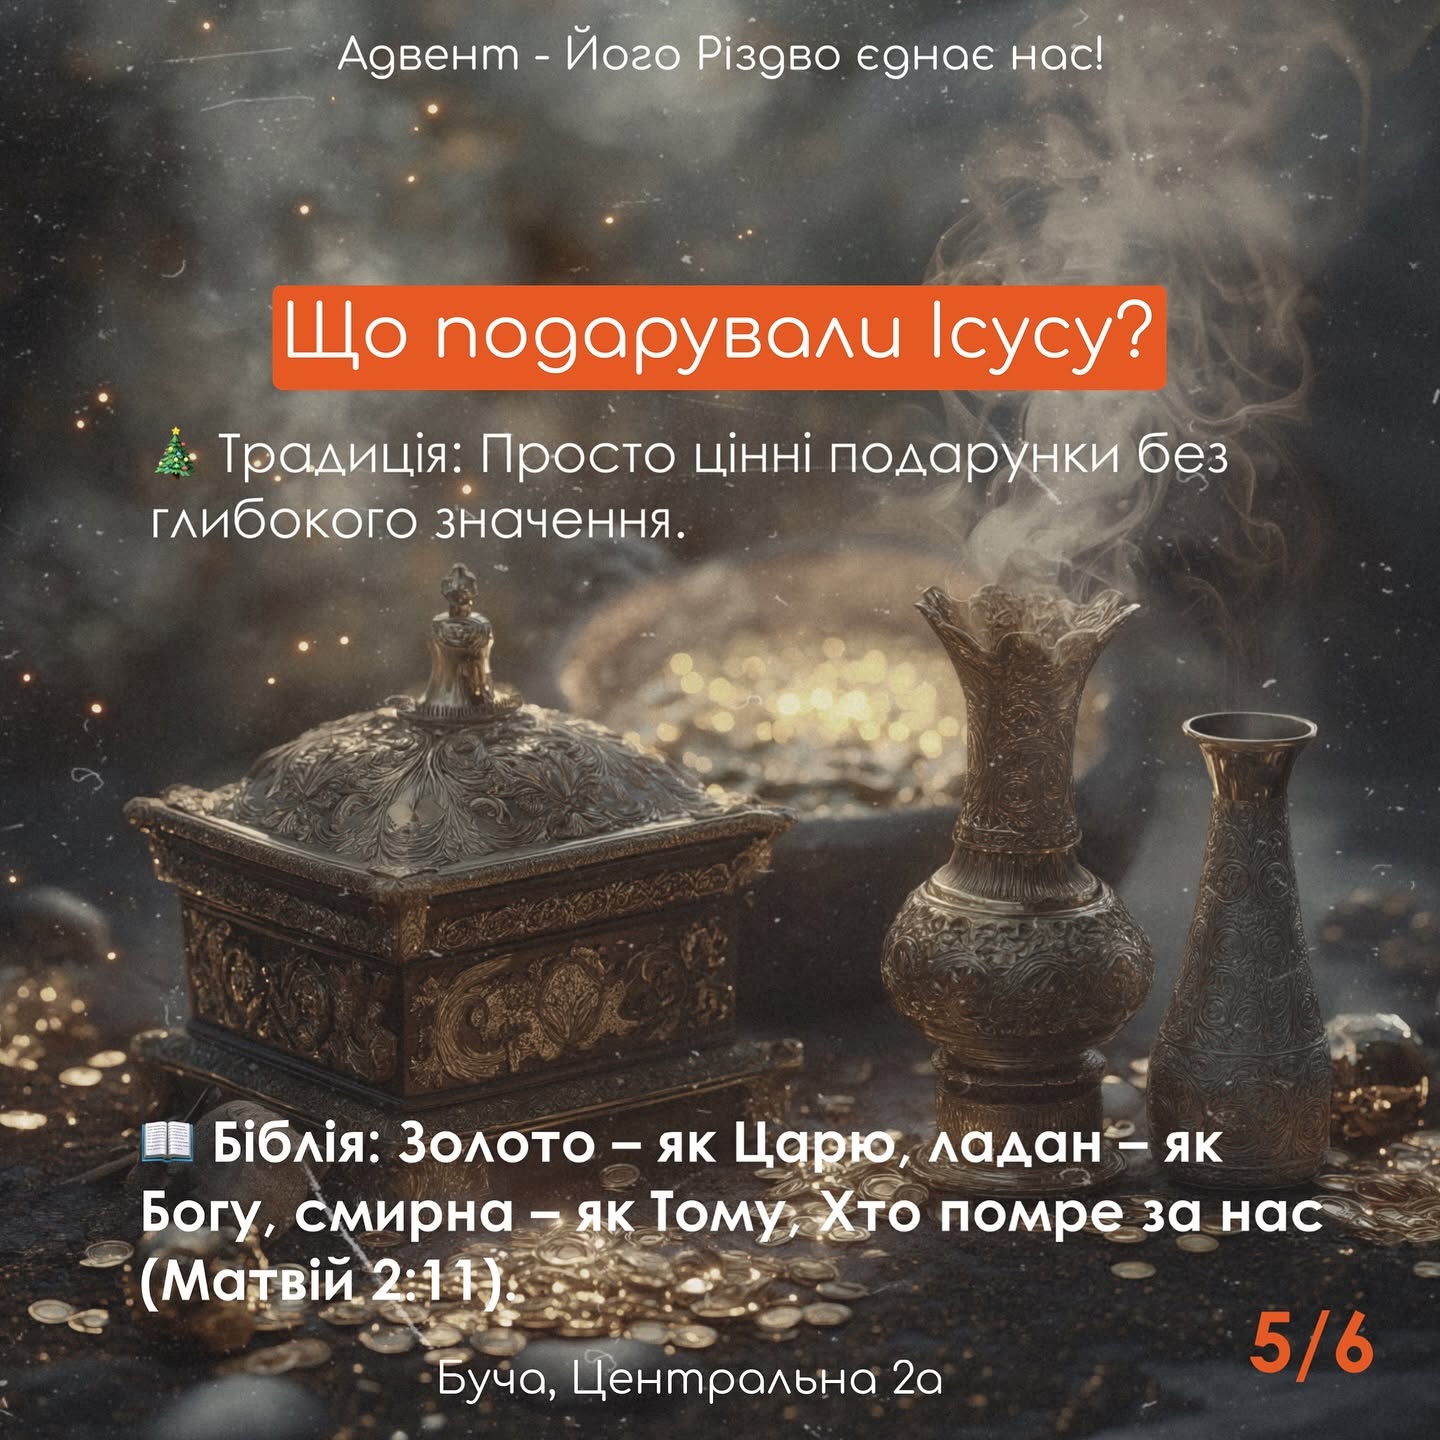 Адвент - Його Різдво єднає нас!
Що подарували Ісусу?
🎄 Традиція: Просто цінні подарунки без
глибокого значення.
📖 Біблія: Золото – як Царю, ладан – як
Богу, смирна – як Тому, Хто помре за нас
(Матвій 2:11).
5/6
Буча, Центральна 2а